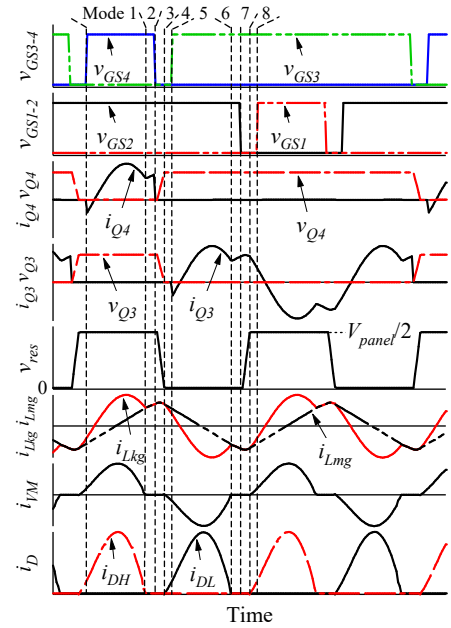 Mode 1 2 3 4 5 6 7 8
vGS3-4
vGS4
vGS3
vGS1-2
vGS2
vGS1
iQ4 vQ4
iQ4
vQ4
iQ3 vQ3
vQ3
iQ3
vres
Vpanel/2
0
iLkg iLmg
iLkg
iLmg
iVM
iD
iDH
iDL
Time